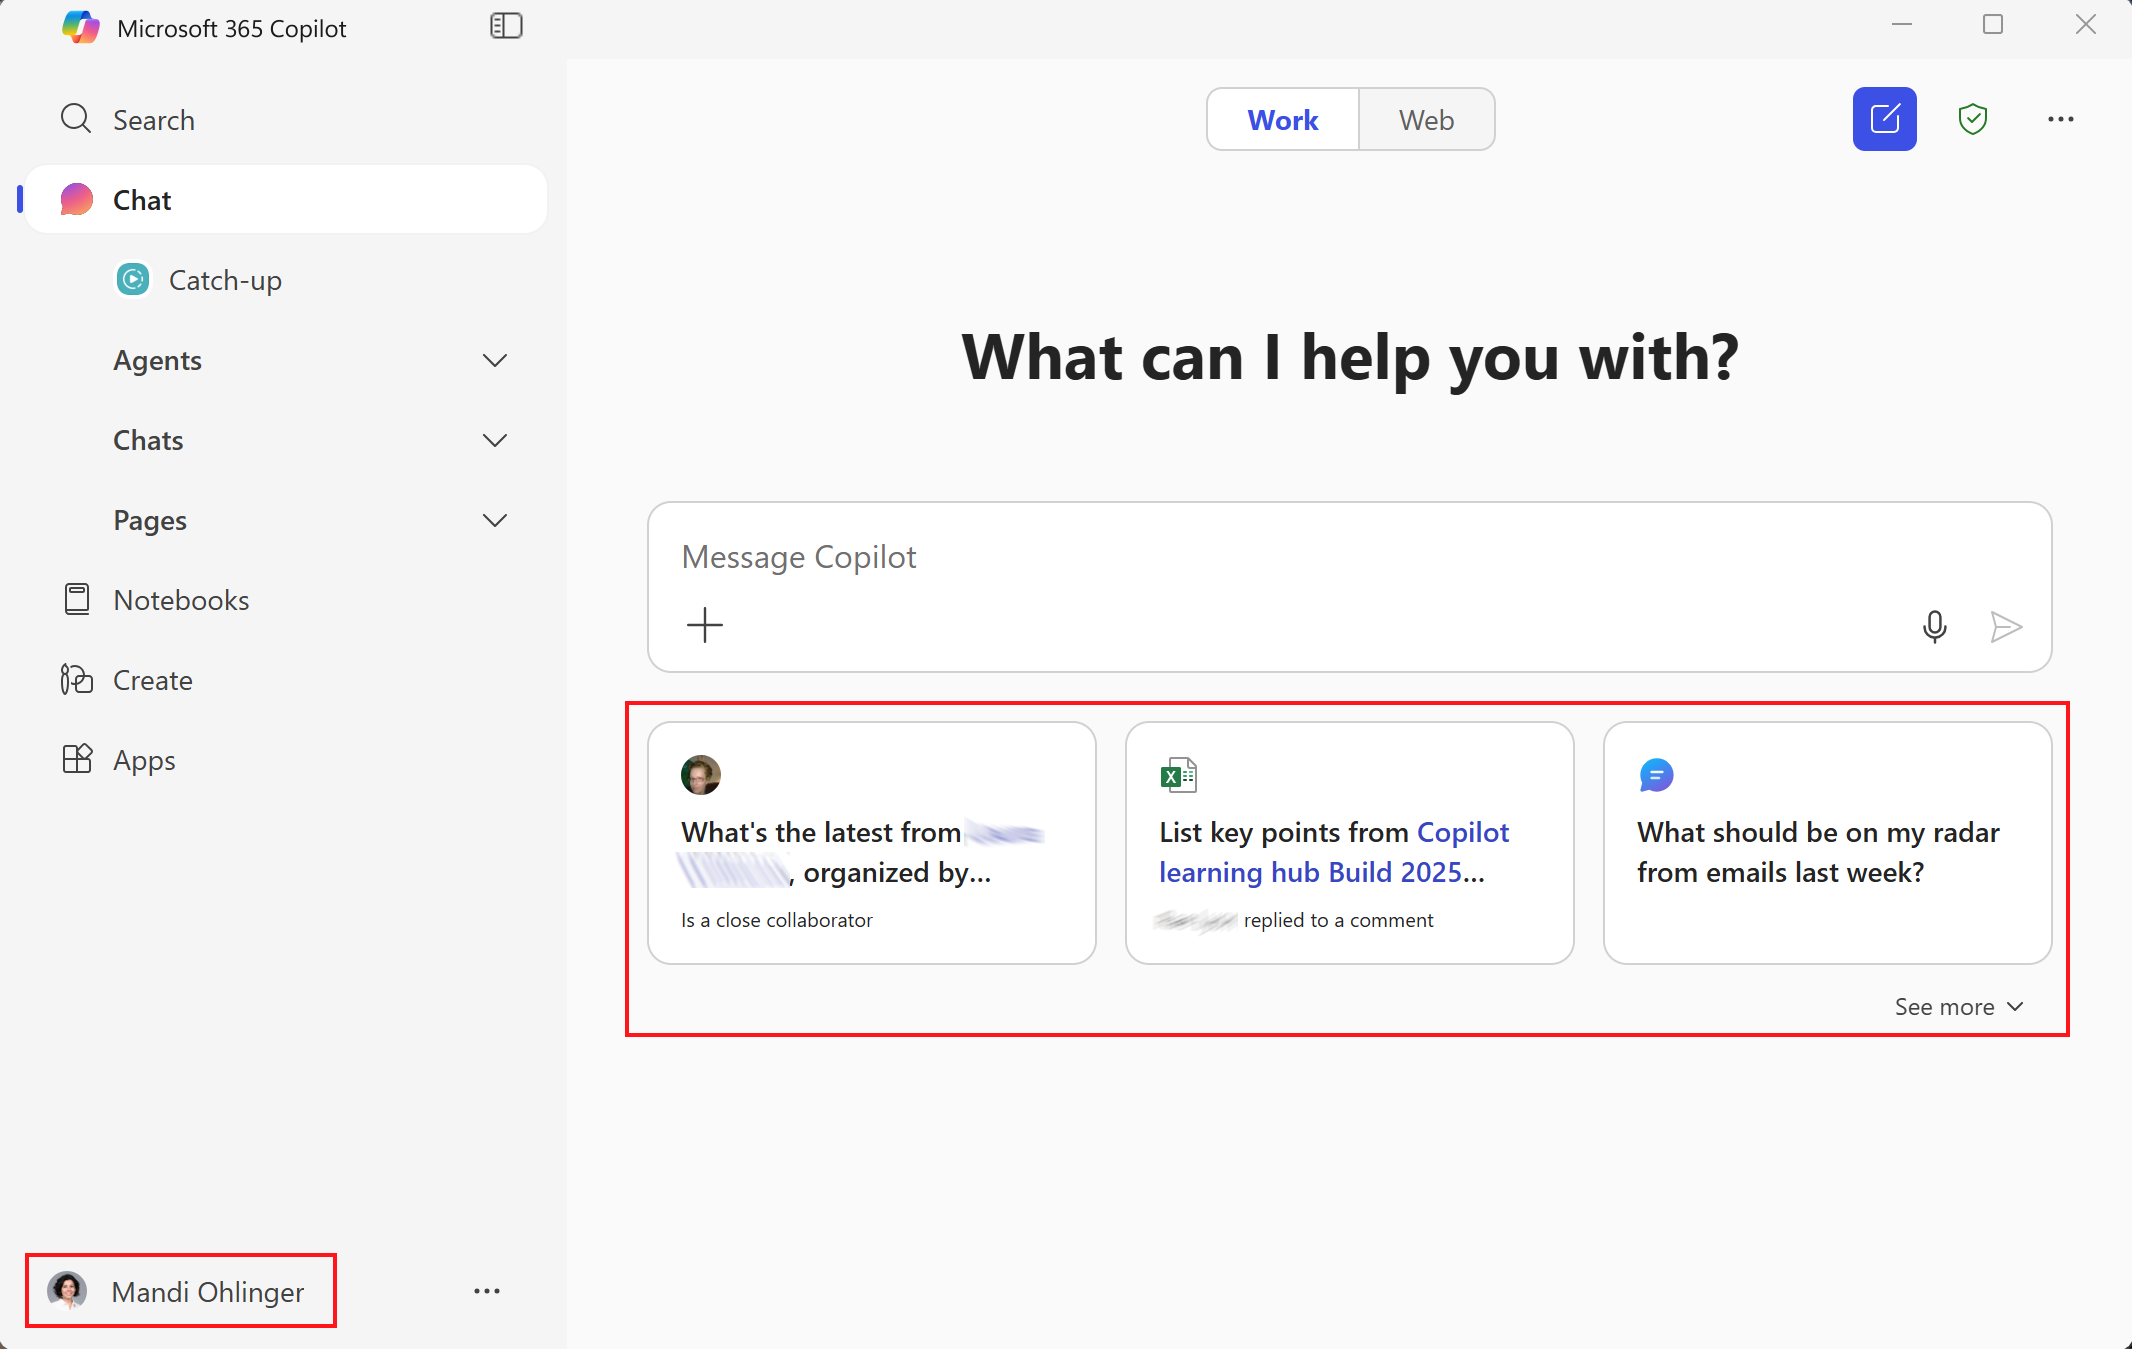 Microsoft 365 Copilot
Search
Chat
Catch-up
Agents
Chats
Pages
Notebooks
Create
Apps
Mandi Ohlinger
Work
Web
What can I help you with?
Message Copilot
What's the latest from
, organized by...
Is a close collaborator
List key points from Copilot
learning hub Build 2025...
replied to a comment
What should be on my radar
from emails last week?
See more